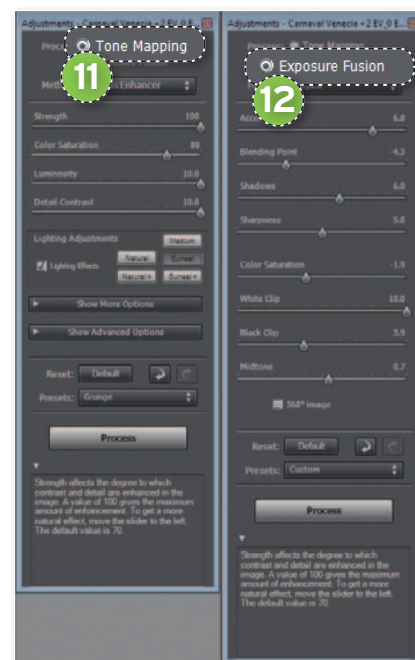 Adjustments - Carnaval Venecia +2 EV_0 E...
Tone Mapping
11
Enhancer
Strength 100
Color Saturation 80
Luminosity 10.0
Detail Contrast 10.0
Lighting Adjustments
Medium
Lighting Effects
Natural
Surreal
Natural+
Surreal+
Show More Options
Show Advanced Options
Reset: Default
Presets: Grunge
Process
Strength affects the degree to which
contrast and detail are enhanced in the
image. A value of 100 gives the maximum
amount of enhancement. To get a more
natural effect, move the slider to the left.
The default value is 70.
Adjustments - Carnaval Venecia +2 EV_0 E...
Tone Mapping
Exposure Fusion
12
6.0
Blending Point -4.3
Shadows 6.0
Sharpness 5.0
Color Saturation -1.9
White Clip 10.0
Black Clip 3.9
Midtone 0.7
360º image
Reset: Default
Presets: Custom
Process
Strength affects the degree to which
contrast and detail are enhanced in the
image. A value of 100 gives the maximum
amount of enhancement. To get a more
natural effect, move the slider to the left.
The default value is 70.